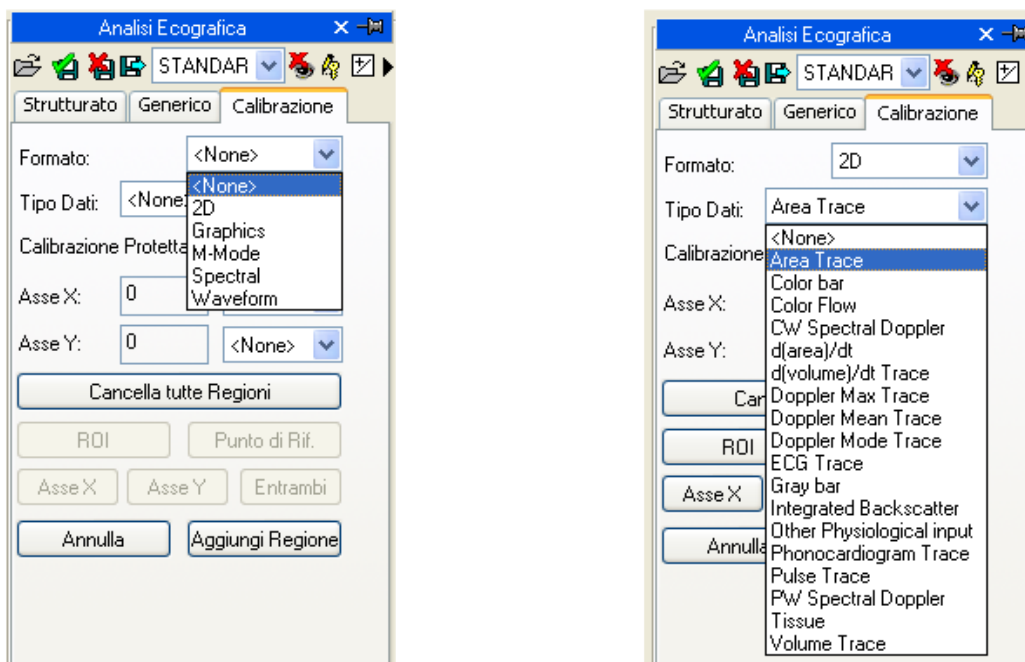 Analisi Ecografica
STANDAR
Strutturato Generico Calibrazione
Formato: <None>
<None>
2D
Graphics
M-Mode
Spectral
Waveform
Tipo Dati: <None
Calibrazione Protetta
Asse X: 0
Asse Y: 0 <None>
Cancella tutte Regioni
ROI Punto di Rif.
Asse X Asse Y Entrambi
Annulla Aggiungi Regione
Analisi Ecografica
STANDAR
Strutturato Generico Calibrazione
Formato: 2D
Tipo Dati: Area Trace
<None>
Area Trace
Color bar
Color Flow
CW Spectral Doppler
d(area)/dt
d(volume)/dt Trace
Doppler Max Trace
Doppler Mean Trace
Doppler Mode Trace
ECG Trace
Gray bar
Integrated Backscatter
Other Physiological input
Phonocardiogram Trace
Pulse Trace
PW Spectral Doppler
Tissue
Volume Trace
Calibrazione
Asse X:
Asse Y:
Can
ROI
Asse X
Annulla